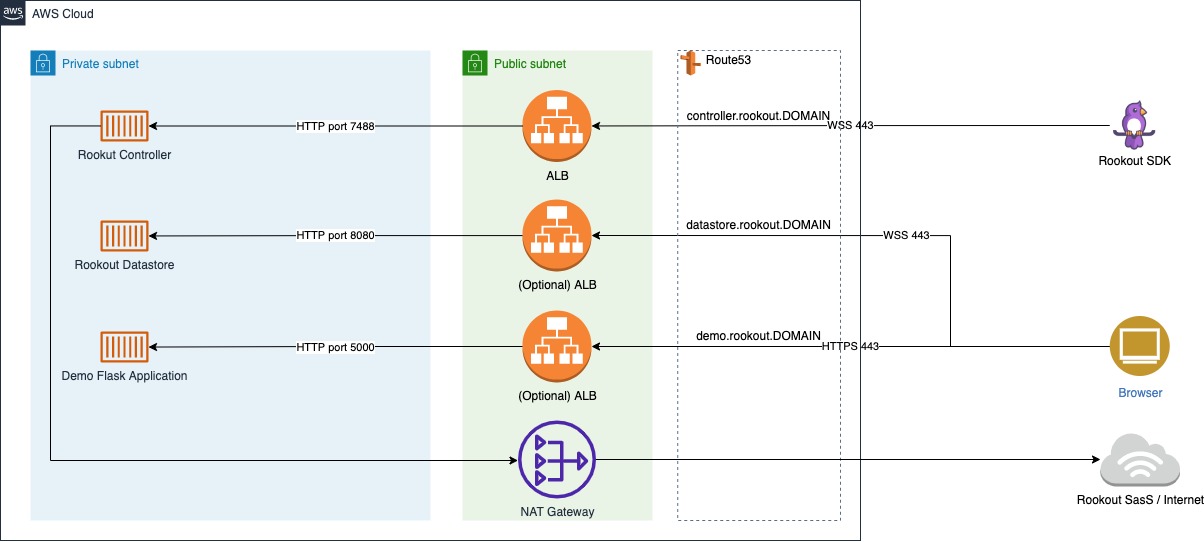 aws
AWS Cloud
Private subnet
Public subnet
Route53
controller.rookout.DOMAIN
HTTP port 7488
WSS 443
Rookut Controller
ALB
Rookout SDK
datastore.rookout.DOMAIN
HTTP port 8080
WSS 443
Rookout Datastore
(Optional) ALB
demo.rookout.DOMAIN
HTTP port 5000
HTTPS 443
Demo Flask Application
(Optional) ALB
Browser
NAT Gateway
Rookout SasS / Internet